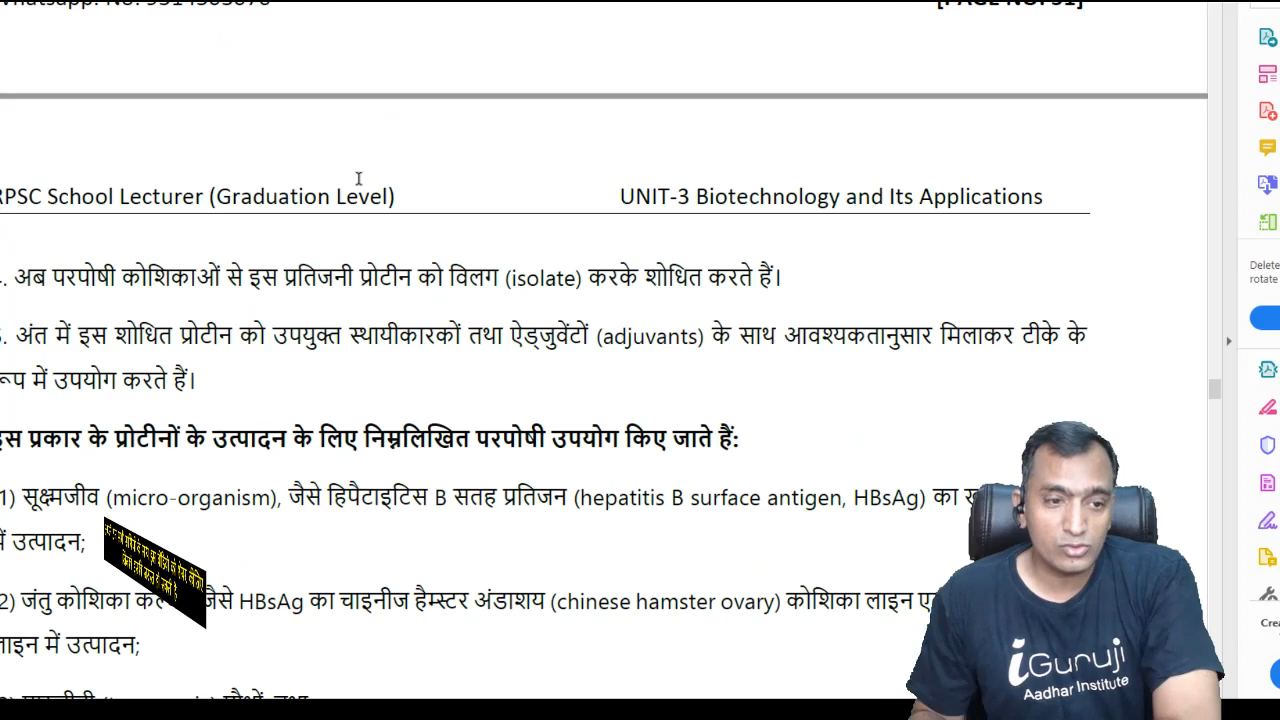 RPSC School Lecturer (Graduation Level) UNIT-3 Biotechnology and Its Applications
. अब परपोषी कोशिकाओं से इस प्रतिजनी प्रोटीन को विलग (isolate) करके शोधित करते हैं।
. अंत में इस शोधित प्रोटीन को उपयुक्त स्थायीकारकों तथा ऐड्जुवेंटों (adjuvants) के साथ आवश्यकतानुसार मिलाकर टीके के
रूप में उपयोग करते हैं।
इस प्रकार के प्रोटीनों के उत्पादन के लिए निम्नलिखित परपोषी उपयोग किए जाते हैं:
1) सूक्ष्मजीव (micro-organism), जैसे हिपैटाइटिस B सतह प्रतिजन (hepatitis B surface antigen, HBsAg) का
में उत्पादन;
2) जंतु कोशिका जैसे HBsAg का चाइनीज हैम्स्टर अंडाशय (chinese hamster ovary) कोशिका लाइन
लाइन में उत्पादन;
Delete
rotate
iGuruji
Aadhar Institute